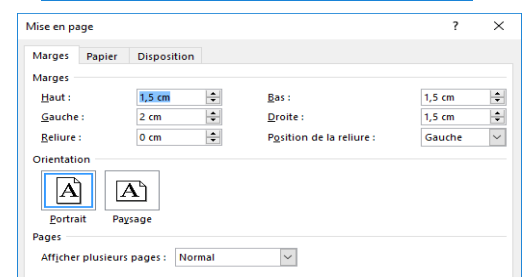 Mise en page ? ×
Marges Papier Disposition
Marges
Haut : 1,5 cm Bas : 1,5 cm
Gauche : 2 cm Droite : 1,5 cm
Reliure : 0 cm Position de la reliure : Gauche
Orientation
A A
Portrait Paysage
Pages
Afficher plusieurs pages : Normal